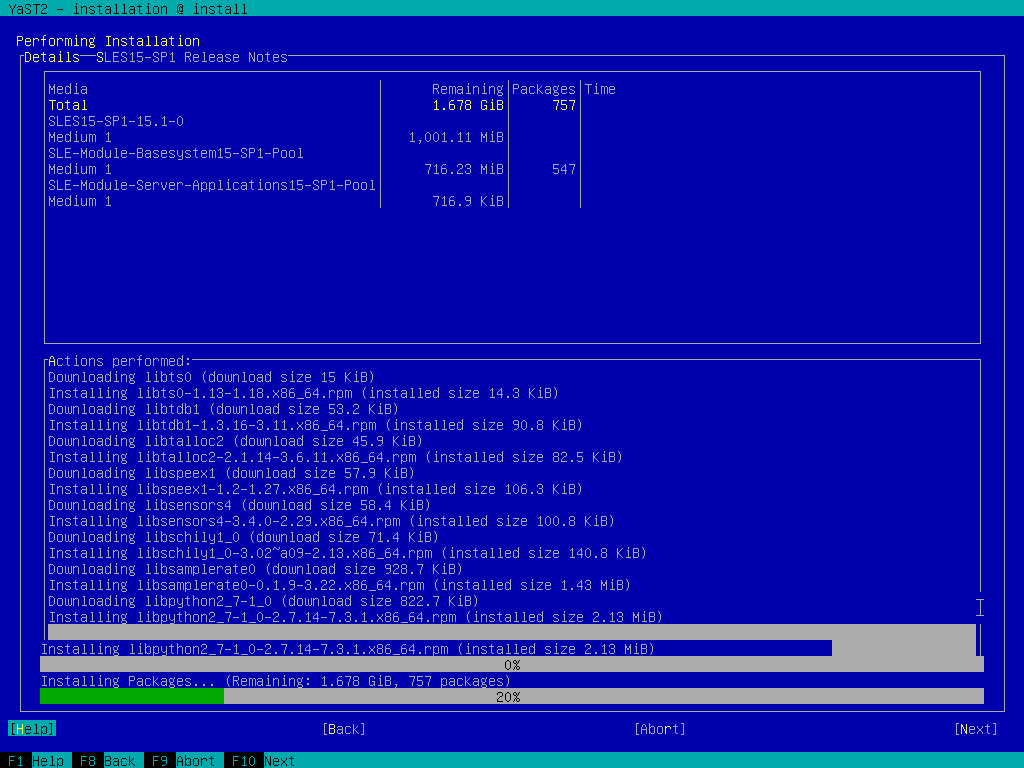 YaST2 - installation @ install
Performing Installation
Details SLES15-SP1 Release Notes
Media Remaining Packages Time
Total 1.678 GiB 757
SLES15-SP1-15.1-0
Medium 1 1,001.11 MiB
SLE-Module-Basesystem15-SP1-Pool
Medium 1 716.23 MiB 547
SLE-Module-Server-Applications15-SP1-Pool
Medium 1 716.9 KiB
Actions performed:
Downloading libts0 (download size 15 KiB)
Installing libts0-1.13-1.18.x86_64.rpm (installed size 14.3 KiB)
Downloading libtdb1 (download size 53.2 KiB)
Installing libtdb1-1.3.16-3.11.x86_64.rpm (installed size 90.8 KiB)
Downloading libtalloc2 (download size 45.9 KiB)
Installing libtalloc2-2.1.14-3.6.11.x86_64.rpm (installed size 82.5 KiB)
Downloading libspeex1 (download size 57.9 KiB)
Installing libspeex1-1.2-1.27.x86_64.rpm (installed size 106.3 KiB)
Downloading libsensors4 (download size 58.4 KiB)
Installing libsensors4-3.4.0-2.29.x86_64.rpm (installed size 100.8 KiB)
Downloading libschily1_0 (download size 71.4 KiB)
Installing libschily1_0-3.02~a09-2.13.x86_64.rpm (installed size 140.8 KiB)
Downloading libsamplerate0 (download size 928.7 KiB)
Installing libsamplerate0-0.1.9-3.22.x86_64.rpm (installed size 1.43 MiB)
Downloading libpython2_7-1_0 (download size 822.7 KiB)
Installing libpython2_7-1_0-2.7.14-7.3.1.x86_64.rpm (installed size 2.13 MiB)
Installing libpython2_7-1_0-2.7.14-7.3.1.x86_64.rpm (installed size 2.13 MiB)
0%
Installing Packages... (Remaining: 1.678 GiB, 757 packages)
20%
[Help] [Back] [Abort] [Next]
F1 Help F8 Back F9 Abort F10 Next